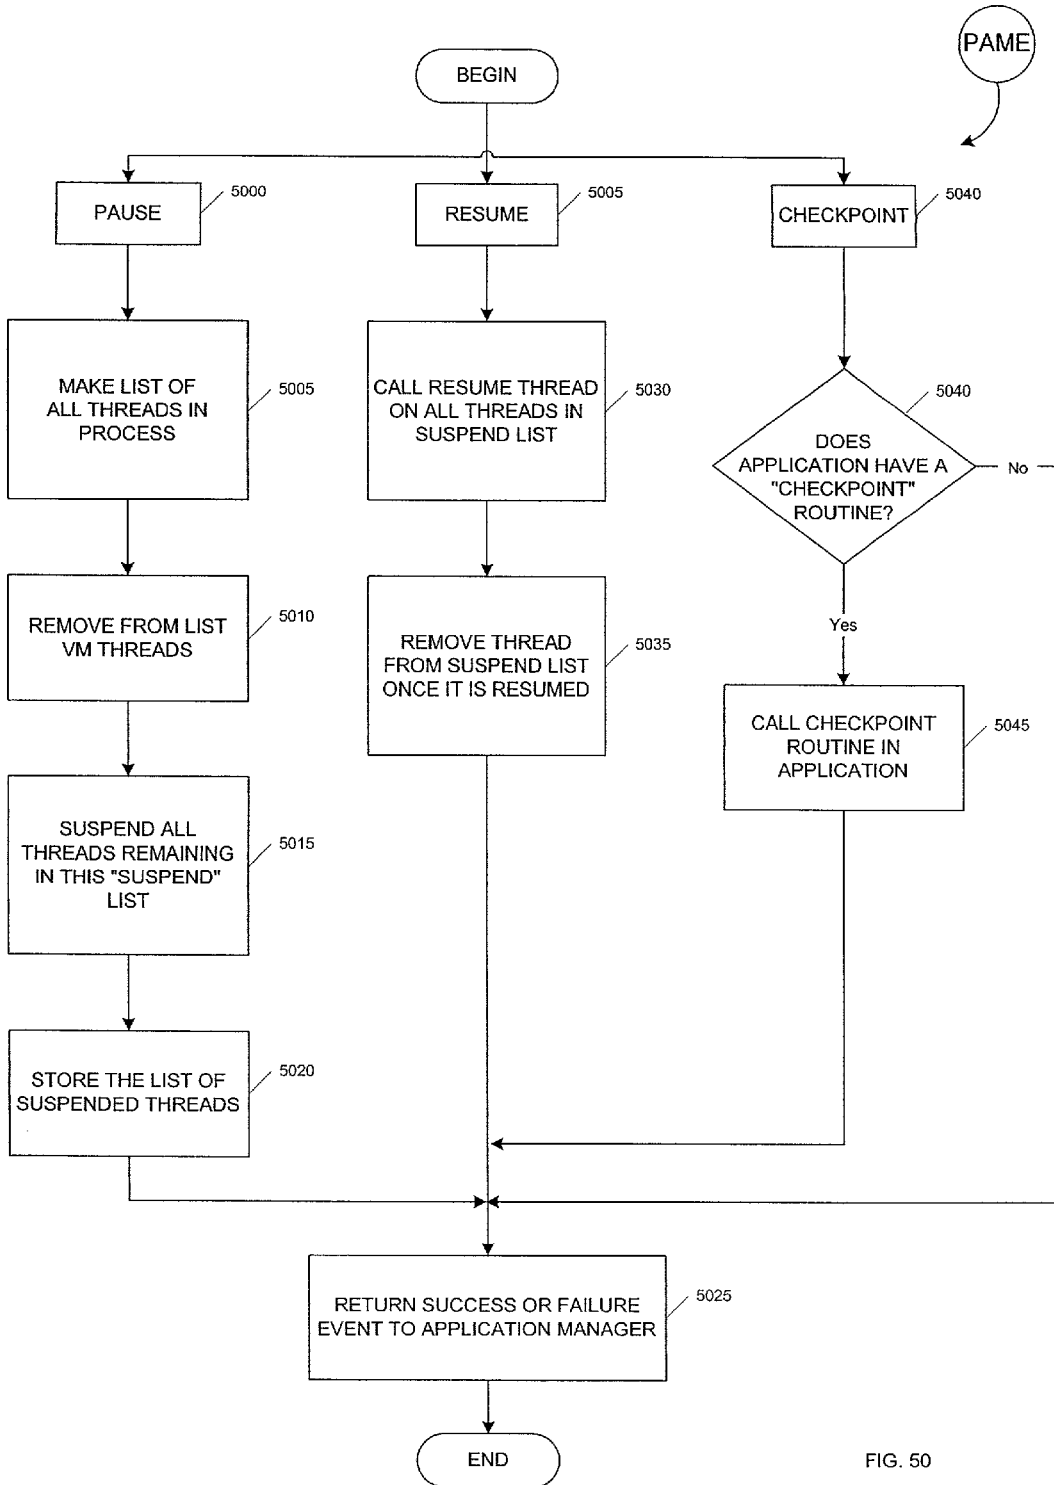 PAME
BEGIN
PAUSE
5000
RESUME
5005
CHECKPOINT
5040
MAKE LIST OF
ALL THREADS IN
PROCESS
5005
CALL RESUME THREAD
ON ALL THREADS IN
SUSPEND LIST
5030
DOES
APPLICATION HAVE A
"CHECKPOINT"
ROUTINE?
5040
No
Yes
REMOVE FROM LIST
VM THREADS
5010
REMOVE THREAD
FROM SUSPEND LIST
ONCE IT IS RESUMED
5035
CALL CHECKPOINT
ROUTINE IN
APPLICATION
5045
SUSPEND ALL
THREADS REMAINING
IN THIS "SUSPEND"
LIST
5015
STORE THE LIST OF
SUSPENDED THREADS
5020
RETURN SUCCESS OR FAILURE
EVENT TO APPLICATION MANAGER
5025
END
FIG. 50